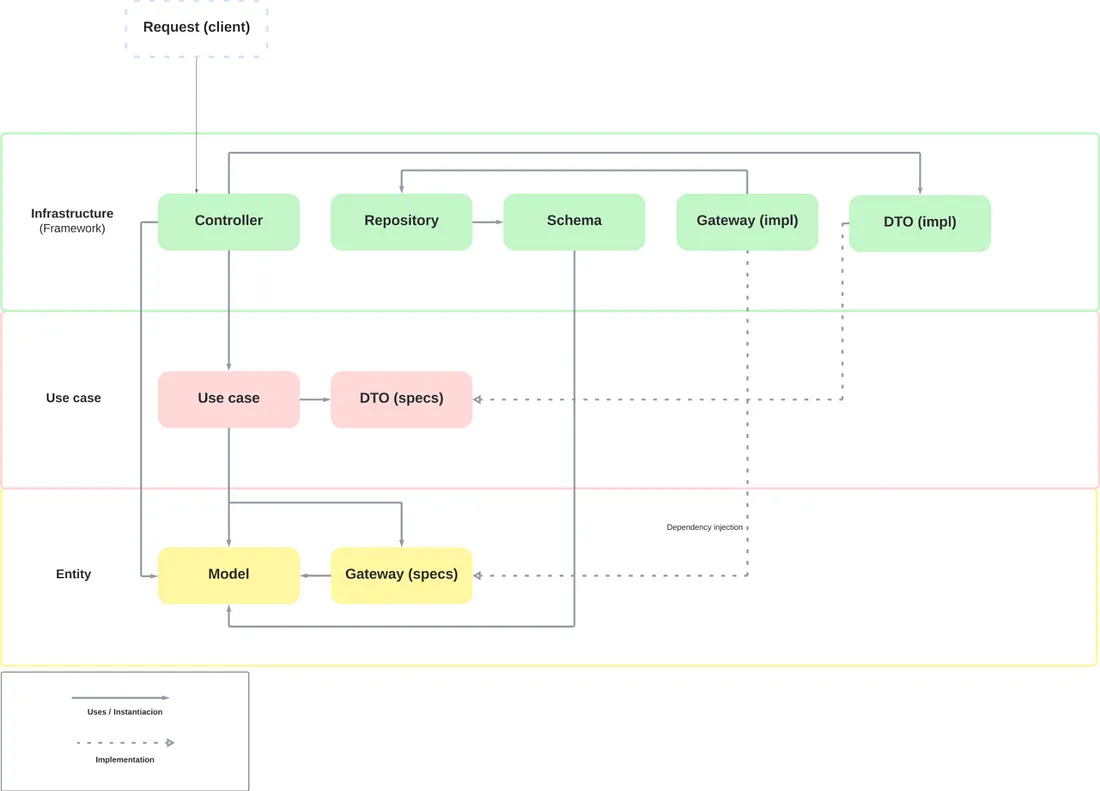 Request (client)
Infrastructure
(Framework)
Controller
Repository
Schema
Gateway (impl)
DTO (impl)
Use case
Use case
DTO (specs)
Dependency injection
Entity
Model
Gateway (specs)
Uses / Instantiacion
Implementation